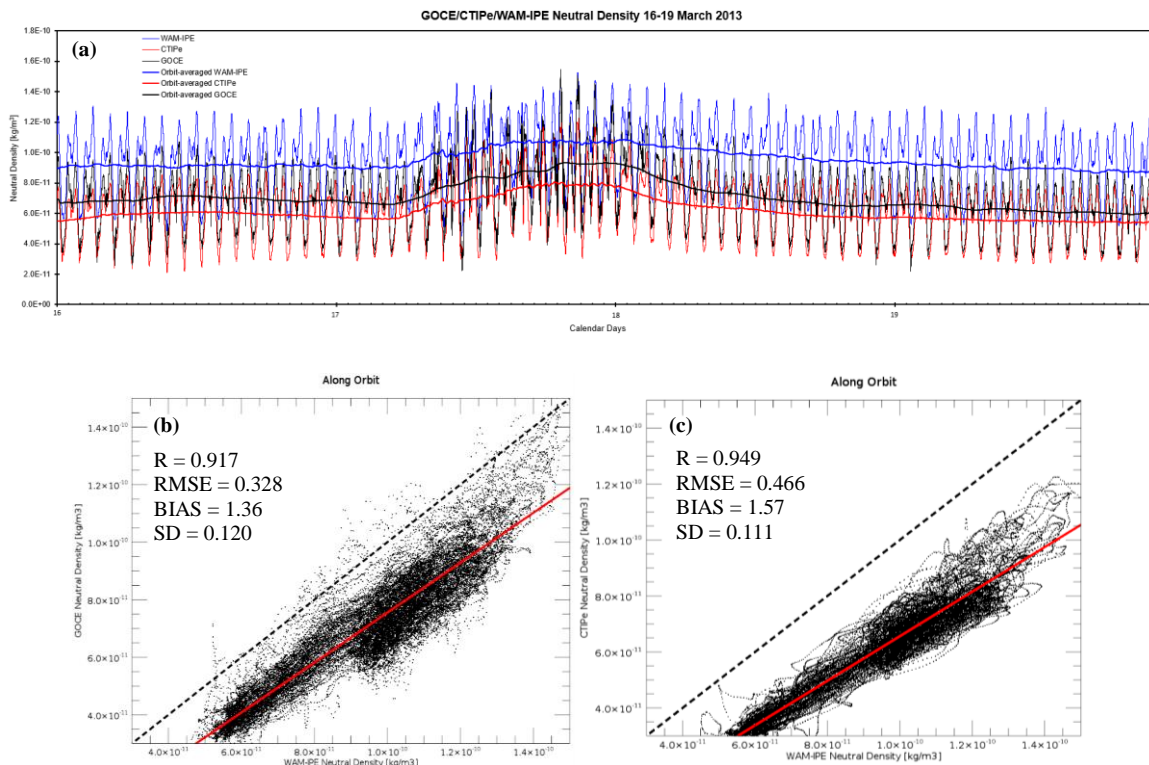 GOCE/CTIPe/WAM-IPE Neutral Density 16-19 March 2013
(a)
WAM-IPE
CTIPe
GOCE
Orbit-averaged WAM-IPE
Orbit-averaged CTIPe
Orbit-averaged GOCE
Neutral Density [kg/m³]
1.8E-10
1.6E-10
1.4E-10
1.2E-10
1.0E-10
8.0E-11
6.0E-11
4.0E-11
2.0E-11
0.0E+00
16 17 18 19
Calendar Days
Along Orbit
(b)
R = 0.917
RMSE = 0.328
BIAS = 1.36
SD = 0.120
GOCE Neutral Density [kg/m3]
1.4×10⁻¹⁰
1.2×10⁻¹⁰
1.0×10⁻¹⁰
8.0×10⁻¹¹
6.0×10⁻¹¹
4.0×10⁻¹¹
4.0×10⁻¹¹ 6.0×10⁻¹¹ 8.0×10⁻¹¹ 1.0×10⁻¹⁰ 1.2×10⁻¹⁰ 1.4×10⁻¹⁰
WAM-IPE Neutral Density [kg/m3]
Along Orbit
(c)
R = 0.949
RMSE = 0.466
BIAS = 1.57
SD = 0.111
CTIPe Neutral Density [kg/m3]
1.4×10⁻¹⁰
1.2×10⁻¹⁰
1.0×10⁻¹⁰
8.0×10⁻¹¹
6.0×10⁻¹¹
4.0×10⁻¹¹
4.0×10⁻¹¹ 6.0×10⁻¹¹ 8.0×10⁻¹¹ 1.0×10⁻¹⁰ 1.2×10⁻¹⁰ 1.4×10⁻¹⁰
WAM-IPE Neutral Density [kg/m3]